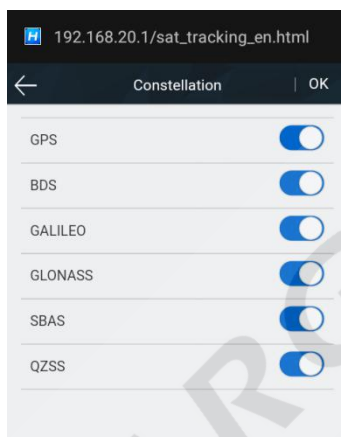 H 192.168.20.1/sat_tracking_en.html
Constellation | OK
GPS
BDS
GALILEO
GLONASS
SBAS
QZSS